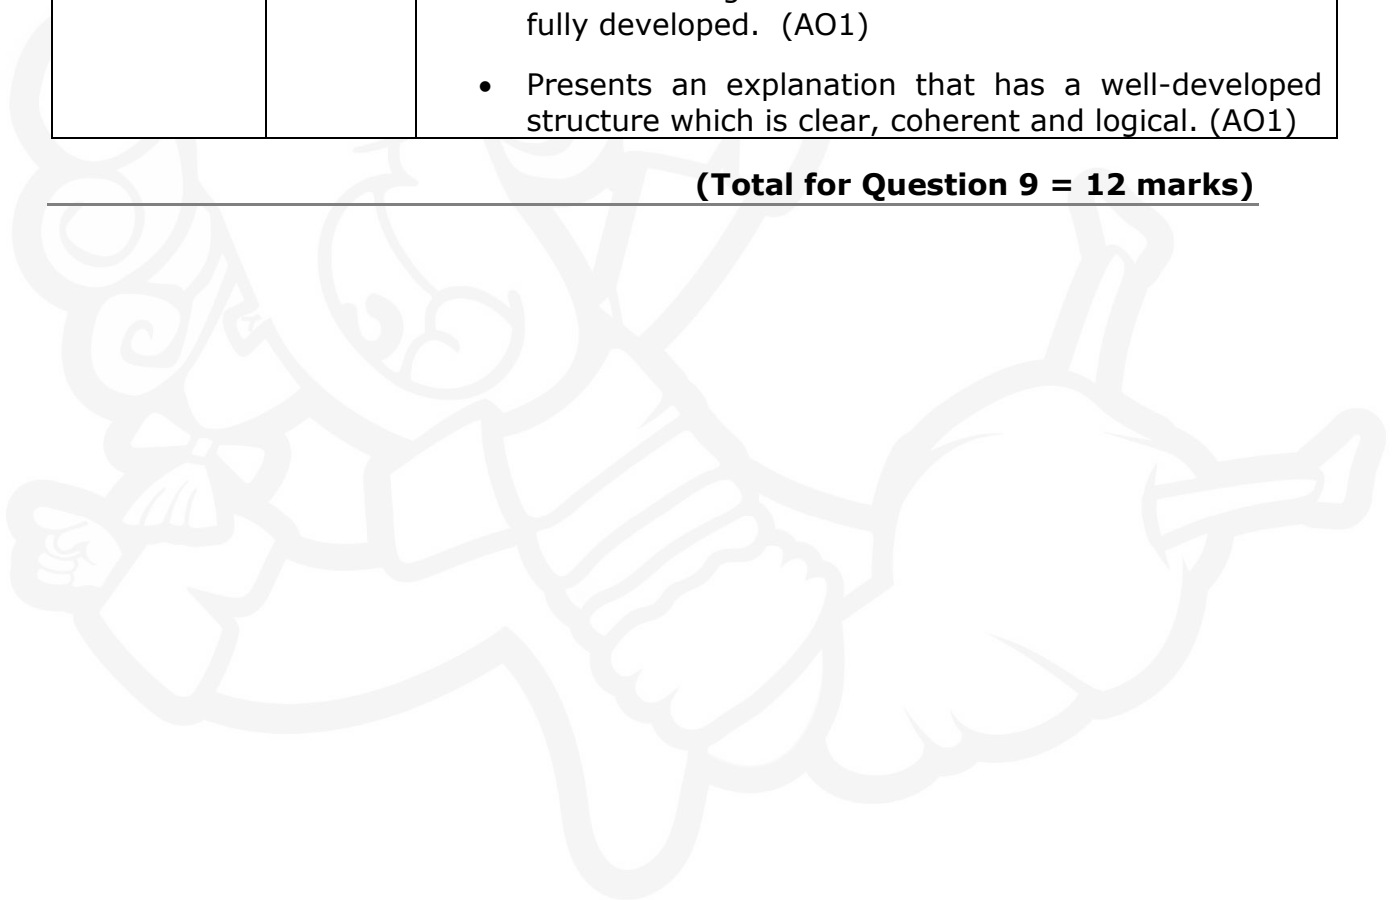 fully developed. (AO1)
• Presents an explanation that has a well-developed
structure which is clear, coherent and logical. (AO1)
(Total for Question 9 = 12 marks)